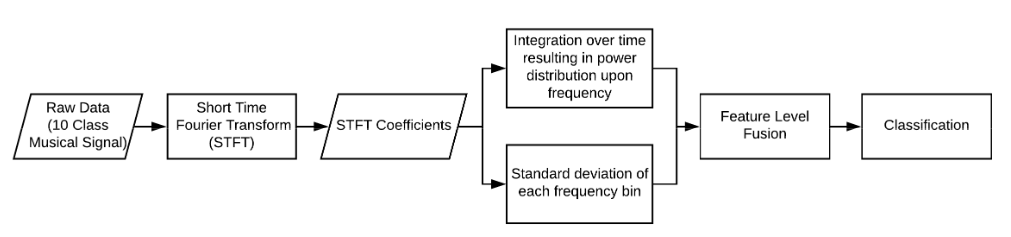 Raw Data
(10 Class
Musical Signal)
Short Time
Fourier Transform
(STFT)
STFT Coefficients
Integration over time
resulting in power
distribution upon
frequency
Standard deviation of
each frequency bin
Feature Level
Fusion
Classification